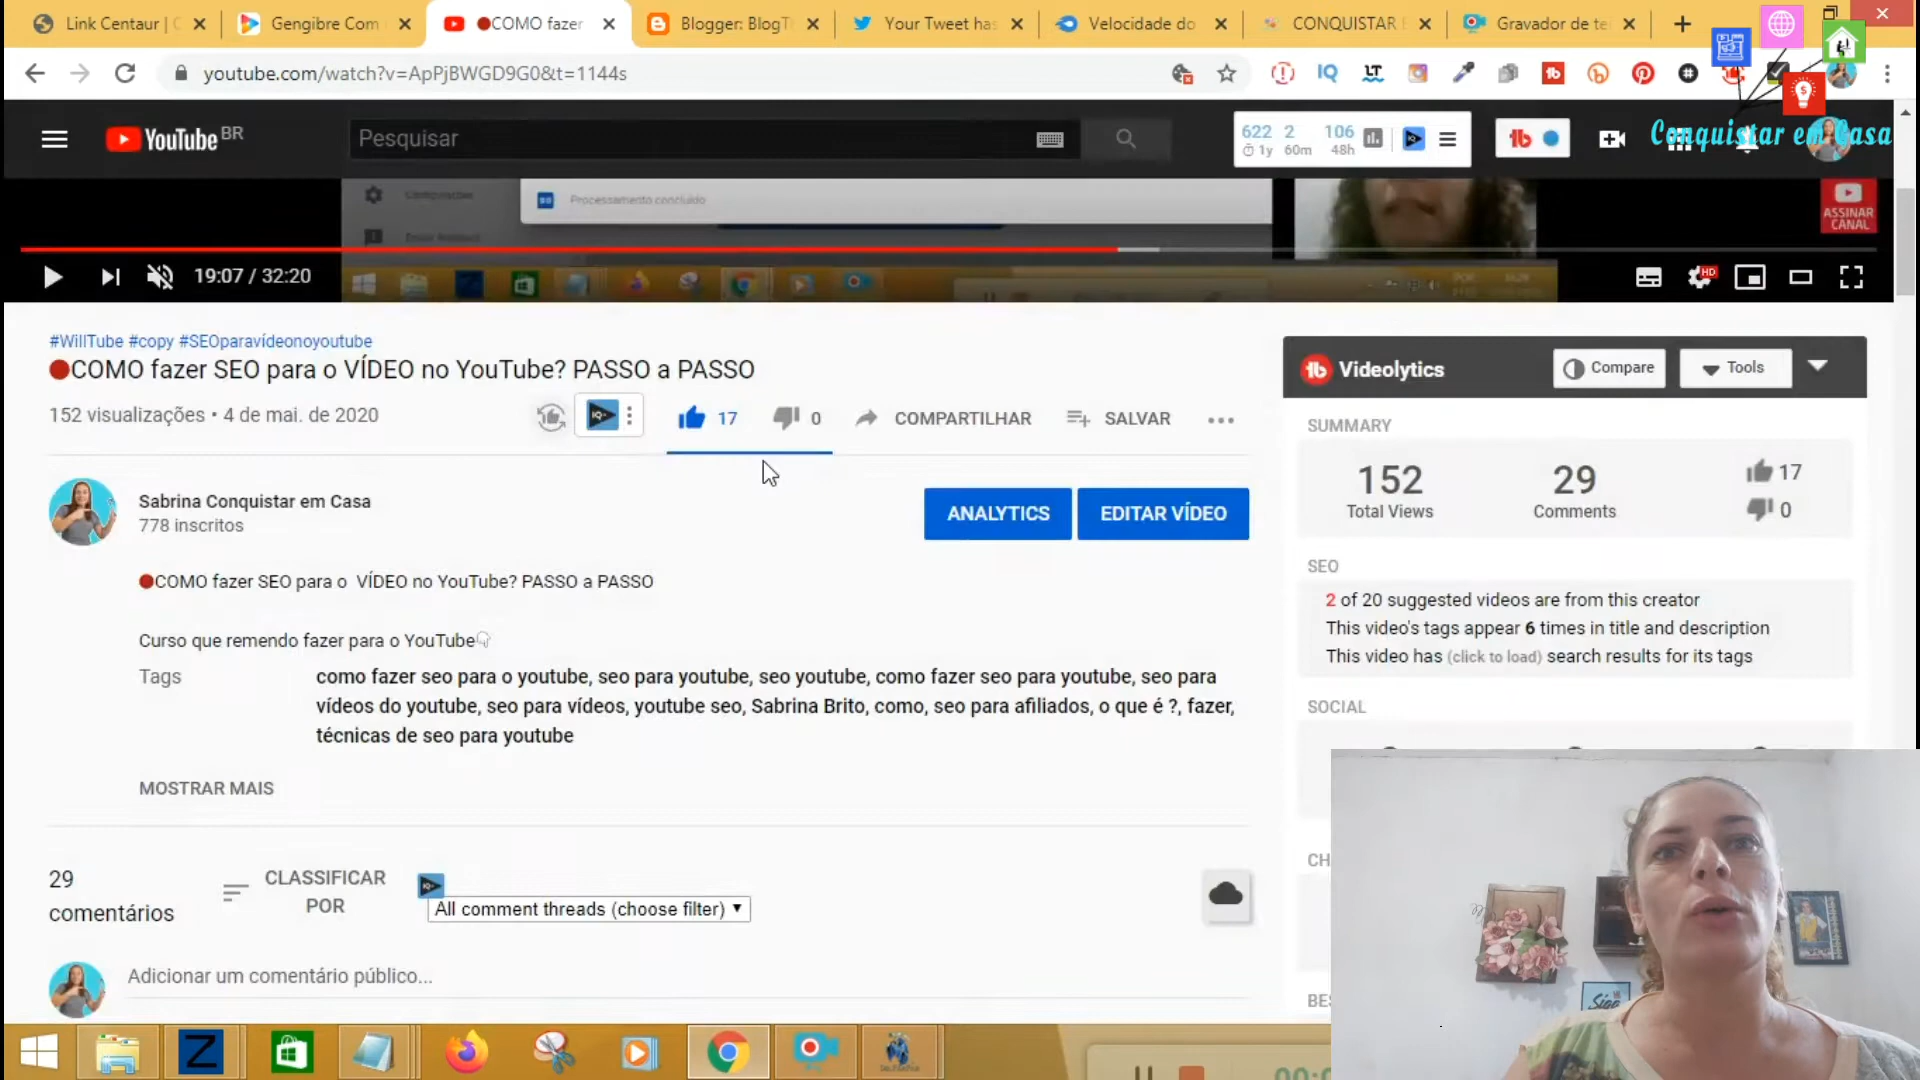 Link Centaur | C
Gengibre Com
COMO fazer
Blogger: BlogT
Your Tweet has
Velocidade do
CONQUISTAR E
Gravador de te
youtube.com/watch?v=ApPjBWGD9G0&t=1144s
YouTube BR
Pesquisar
622 2 106
1y 60m 48h
Conquistar em Casa
Configurações
Processamento concluído
ASSINAR
CANAL
19:07 / 32:20
HD
#WillTube #copy #SEOparavídeonoyoutube
COMO fazer SEO para o VÍDEO no YouTube? PASSO a PASSO
152 visualizações • 4 de mai. de 2020
17
0
COMPARTILHAR
SALVAR
Sabrina Conquistar em Casa
778 inscritos
ANALYTICS
EDITAR VÍDEO
COMO fazer SEO para o VÍDEO no YouTube? PASSO a PASSO
Curso que remendo fazer para o YouTube
Tags
como fazer seo para o youtube, seo para youtube, seo youtube, como fazer seo para youtube, seo para
vídeos do youtube, seo para vídeos, youtube seo, Sabrina Brito, como, seo para afiliados, o que é ?, fazer,
técnicas de seo para youtube
MOSTRAR MAIS
29
comentários
CLASSIFICAR
POR
All comment threads (choose filter)
Adicionar um comentário público...
Videolytics
Compare
Tools
SUMMARY
152
Total Views
29
Comments
17
0
SEO
2 of 20 suggested videos are from this creator
This video's tags appear 6 times in title and description
This video has (click to load) search results for its tags
SOCIAL
CH
BES
Siga